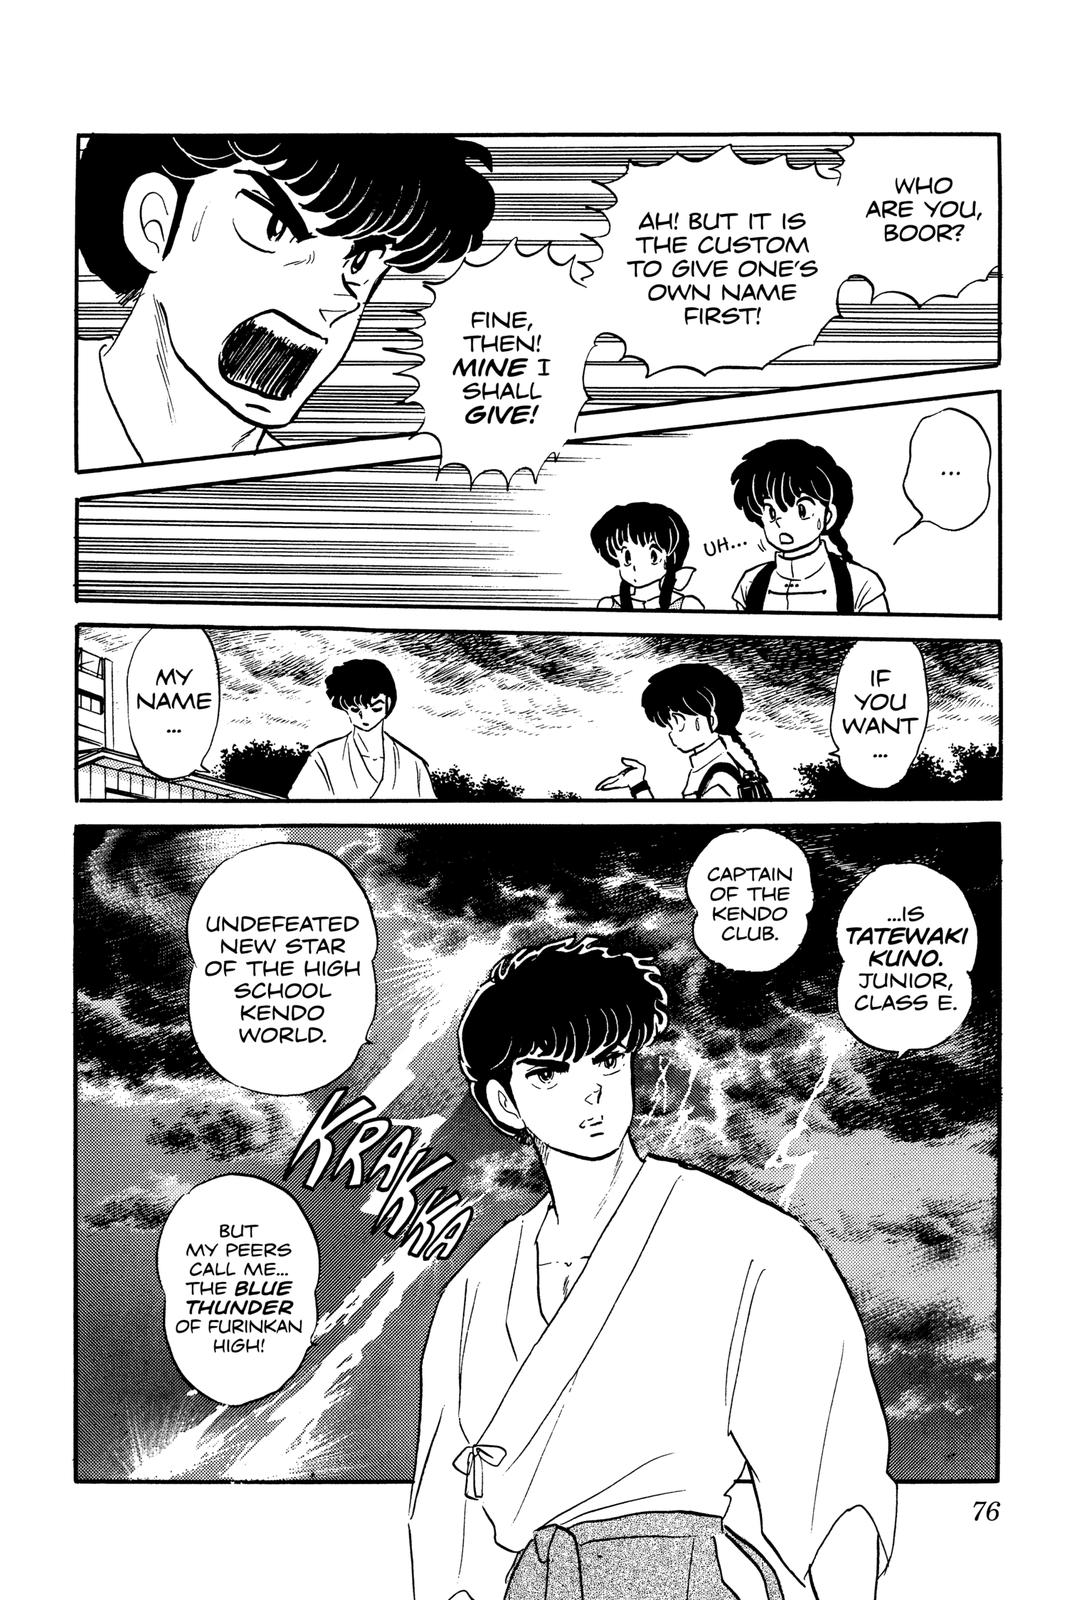 WHO
ARE YOU,
BOOR?
AH! BUT IT IS
THE CUSTOM
TO GIVE ONE'S
OWN NAME
FIRST!
FINE,
THEN!
MINE I
SHALL
GIVE!
...
UH...
IF
YOU
WANT
...
MY
NAME
...
...IS
TATEWAKI
KUNO.
JUNIOR,
CLASS E.
CAPTAIN
OF THE
KENDO
CLUB.
UNDEFEATED
NEW STAR
OF THE HIGH
SCHOOL
KENDO
WORLD.
KRAKKA
BUT
MY PEERS
CALL ME...
THE BLUE
THUNDER
OF FURINKAN
HIGH!
76